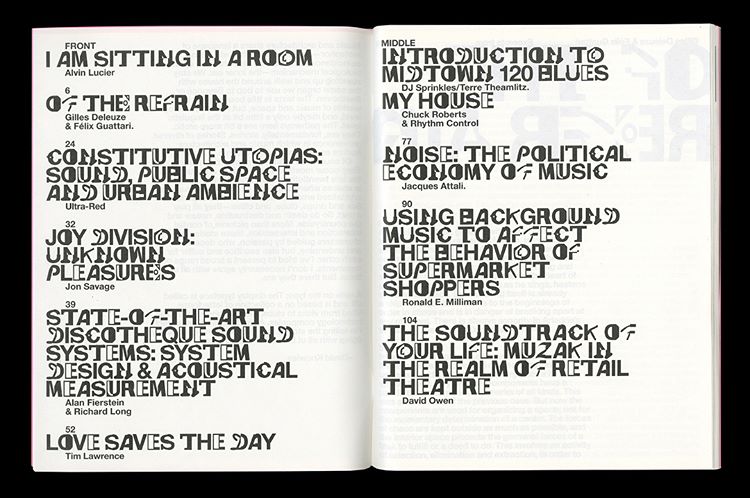 FRONT
I AM SITTING IN A ROOM
Alvin Lucier
6
OF THE REFRAIN
Gilles Deleuze
& Félix Guattari.
24
CONSTITUTIVE UTOPIAS:
SOUND, PUBLIC SPACE
AND URBAN AMBIENCE
Ultra-Red
32
JOY DIVISION:
UNKNOWN
PLEASURES
Jon Savage
39
STATE-OF-THE-ART
DISCOTHEQUE SOUND
SYSTEMS: SYSTEM
DESIGN & ACOUSTICAL
MEASUREMENT
Alan Fierstein
& Richard Long
52
LOVE SAVES THE DAY
Tim Lawrence
MIDDLE
INTRODUCTION TO
MIDTOWN 120 BLUES
DJ Sprinkles/Terre Theamlitz.
MY HOUSE
Chuck Roberts
& Rhythm Control
77
NOISE: THE POLITICAL
ECONOMY OF MUSIC
Jacques Attali.
90
USING BACKGROUND
MUSIC TO AFFECT
THE BEHAVIOR OF
SUPERMARKET
SHOPPERS
Ronald E. Milliman
104
THE SOUNDTRACK OF
YOUR LIFE: MUZAK IN
THE REALM OF RETAIL
THEATRE
David Owen